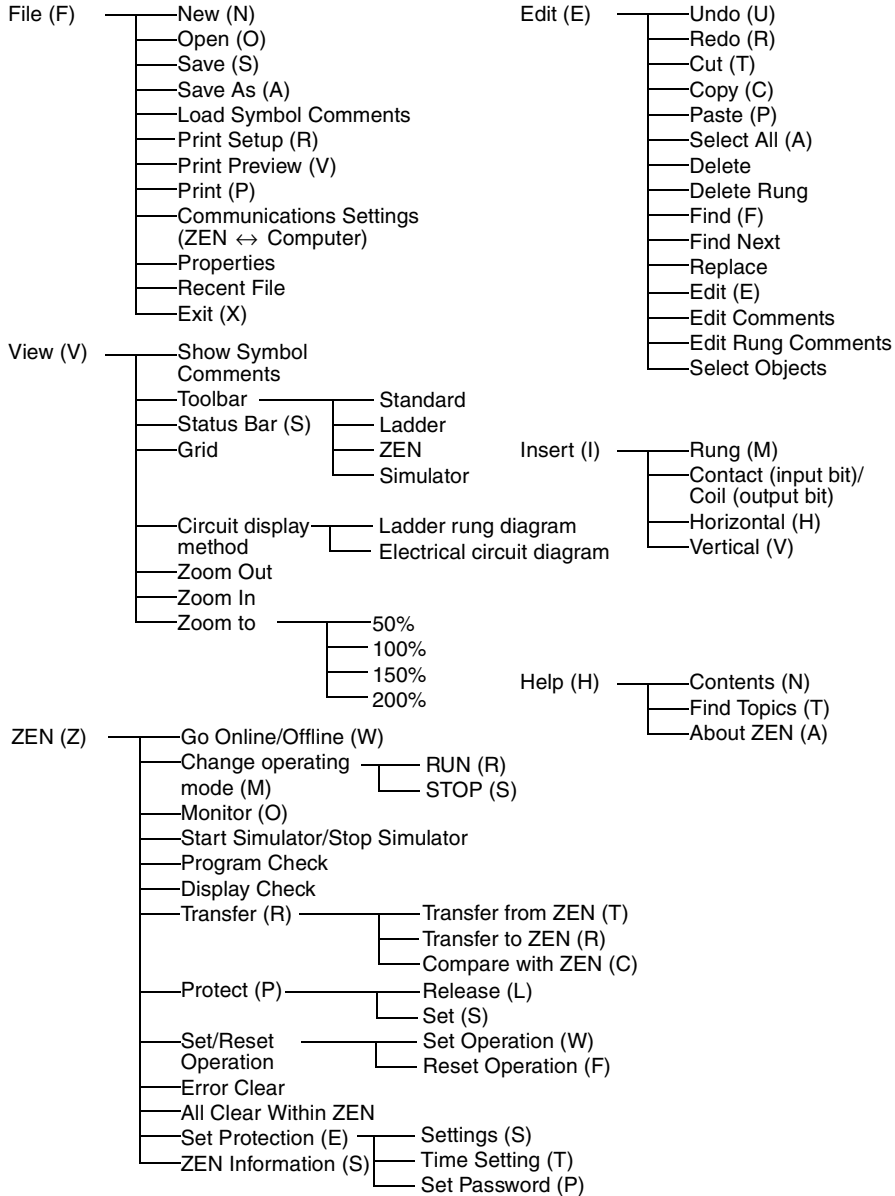 File (F)
New (N)
Open (O)
Save (S)
Save As (A)
Load Symbol Comments
Print Setup (R)
Print Preview (V)
Print (P)
Communications Settings
(ZEN ↔ Computer)
Properties
Recent File
Exit (X)
Edit (E)
Undo (U)
Redo (R)
Cut (T)
Copy (C)
Paste (P)
Select All (A)
Delete
Delete Rung
Find (F)
Find Next
Replace
Edit (E)
Edit Comments
Edit Rung Comments
Select Objects
View (V)
Show Symbol
Comments
Toolbar
Standard
Ladder
ZEN
Simulator
Status Bar (S)
Grid
Circuit display
method
Ladder rung diagram
Electrical circuit diagram
Zoom Out
Zoom In
Zoom to
50%
100%
150%
200%
Insert (I)
Rung (M)
Contact (input bit)/
Coil (output bit)
Horizontal (H)
Vertical (V)
Help (H)
Contents (N)
Find Topics (T)
About ZEN (A)
ZEN (Z)
Go Online/Offline (W)
Change operating
mode (M)
RUN (R)
STOP (S)
Monitor (O)
Start Simulator/Stop Simulator
Program Check
Display Check
Transfer (R)
Transfer from ZEN (T)
Transfer to ZEN (R)
Compare with ZEN (C)
Protect (P)
Release (L)
Set (S)
Set/Reset
Operation
Set Operation (W)
Reset Operation (F)
Error Clear
All Clear Within ZEN
Set Protection (E)
Settings (S)
Time Setting (T)
Set Password (P)
ZEN Information (S)